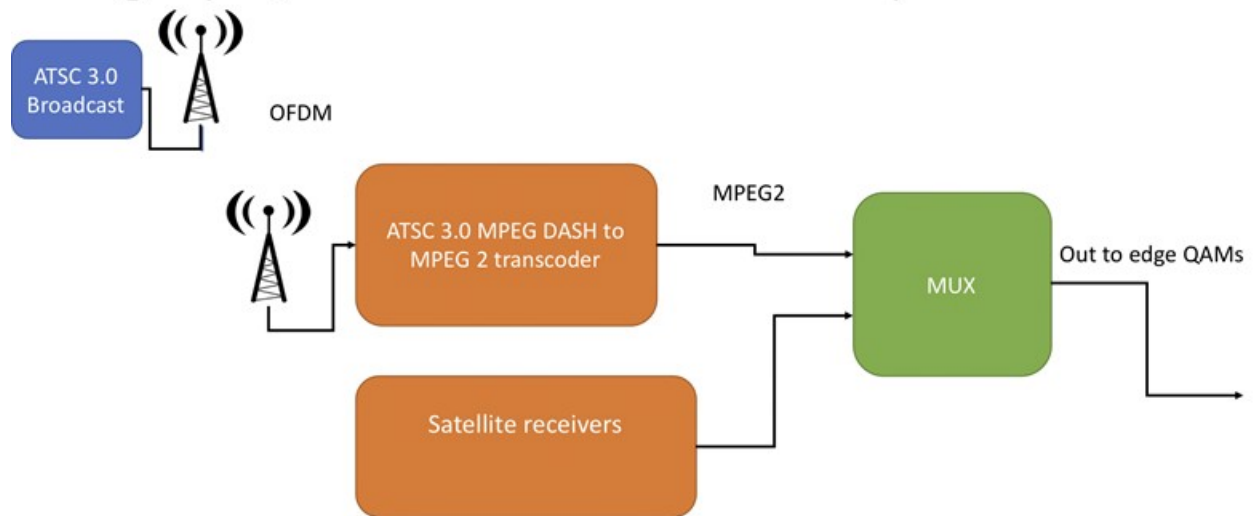 ATSC 3.0
Broadcast
OFDM
ATSC 3.0 MPEG DASH to
MPEG 2 transcoder
MPEG2
MUX
Out to edge QAMs
Satellite receivers